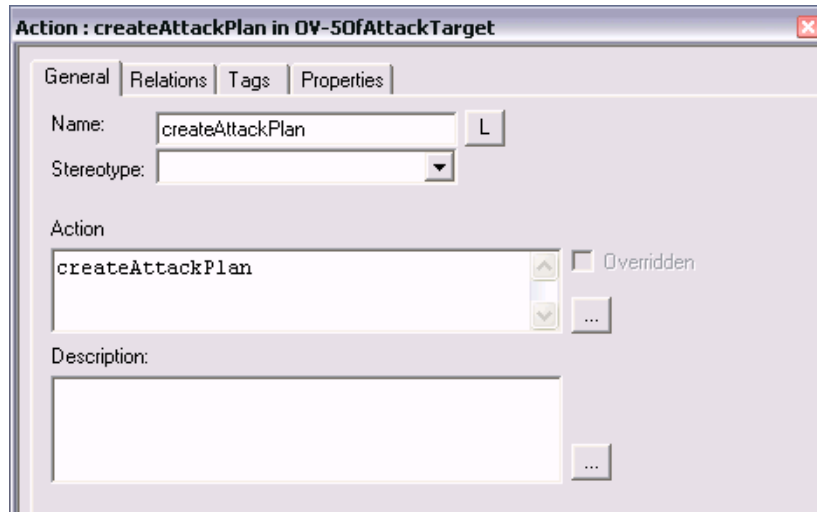 Action : createAttackPlan in OV-5OfAttackTarget
General Relations Tags Properties
Name: createAttackPlan L
Stereotype:
Action
createAttackPlan
Overridden
...
Description:
...